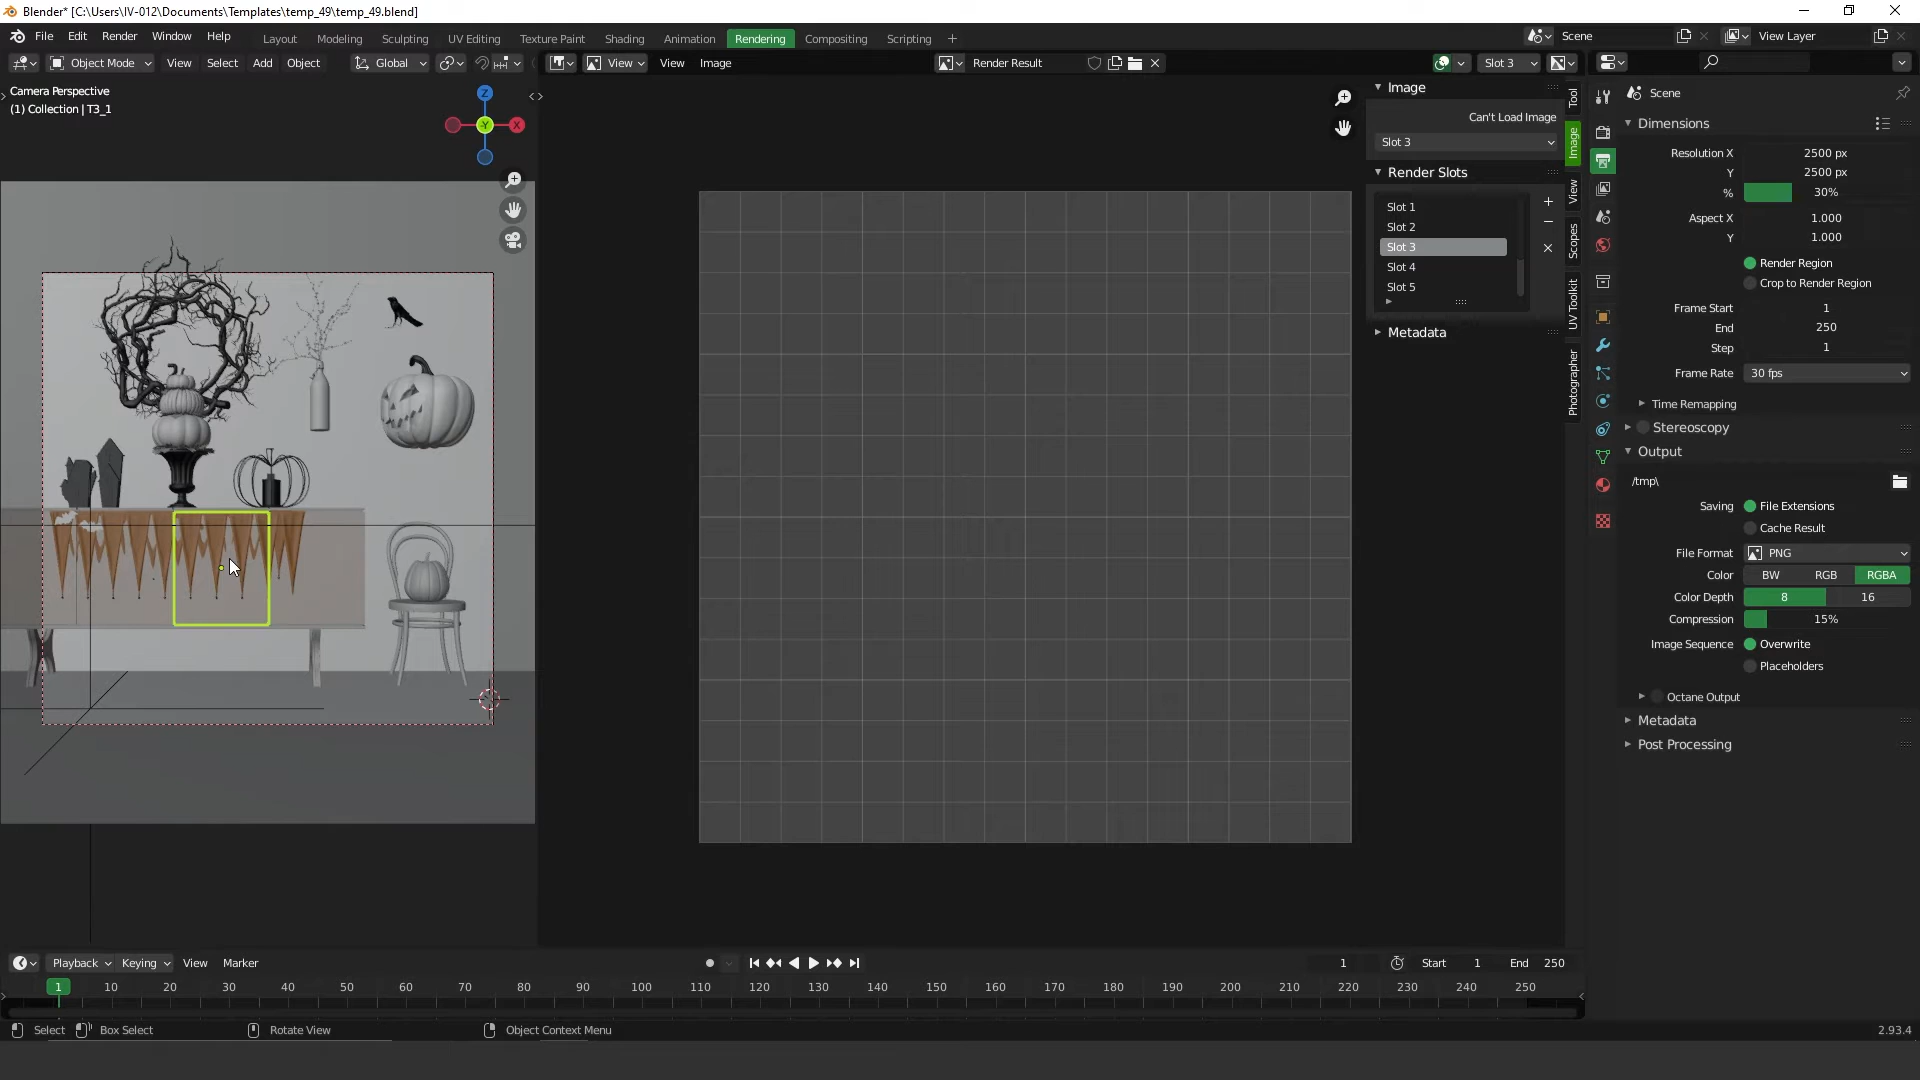 Blender* [C:\Users\IV-012\Documents\Templates\temp_49\temp_49.blend]
File Edit Render Window Help
Layout Modeling Sculpting UV Editing Texture Paint Shading Animation Rendering Compositing Scripting +
Scene
View Layer
Object Mode View Select Add Object Global
View View Image
Render Result
Slot 3
Camera Perspective
(1) Collection | T3_1
Z
Y
X
Image
Can't Load Image
Slot 3
Render Slots
Slot 1
Slot 2
Slot 3
Slot 4
Slot 5
Metadata
Tool
Image
View
Scopes
UV Toolkit
Photographer
Scene
Dimensions
Resolution X 2500 px
Y 2500 px
% 30%
Aspect X 1.000
Y 1.000
Render Region
Crop to Render Region
Frame Start 1
End 250
Step 1
Frame Rate 30 fps
Time Remapping
Stereoscopy
Output
/tmp\
Saving File Extensions
Cache Result
File Format PNG
Color BW RGB RGBA
Color Depth 8 16
Compression 15%
Image Sequence Overwrite
Placeholders
Octane Output
Metadata
Post Processing
Playback Keying View Marker
1 Start 1 End 250
1 10 20 30 40 50 60 70 80 90 100 110 120 130 140 150 160 170 180 190 200 210 220 230 240 250
Select Box Select Rotate View Object Context Menu
2.93.4